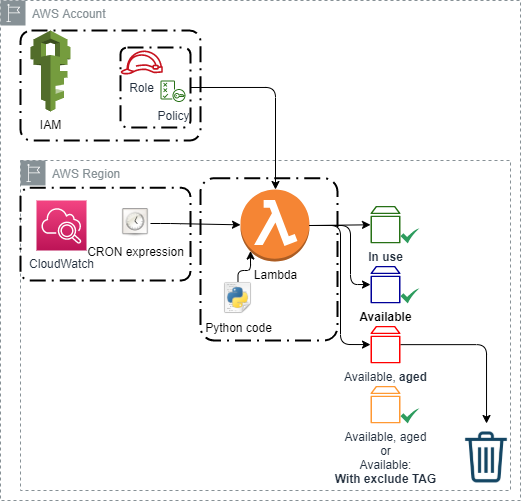 AWS Account
Role
Policy
IAM
AWS Region
CloudWatch
CRON expression
Lambda
Python code
In use
Available
Available, aged
Available, aged
or
Available:
With exclude TAG